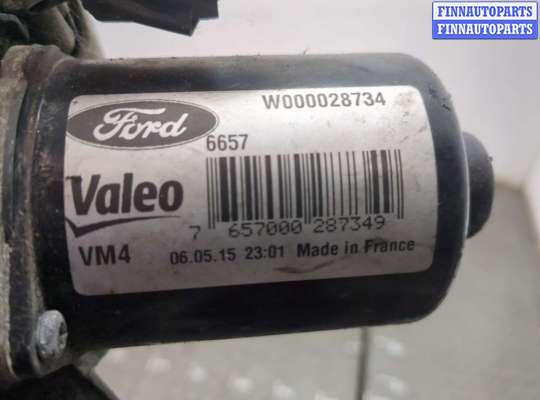 FINNAUTOPARTS
FINNAUTOPARTS
W000028734
Ford
6657
Valeo
7 657000 287349
VM4 06.05.15 23:01 Made in France